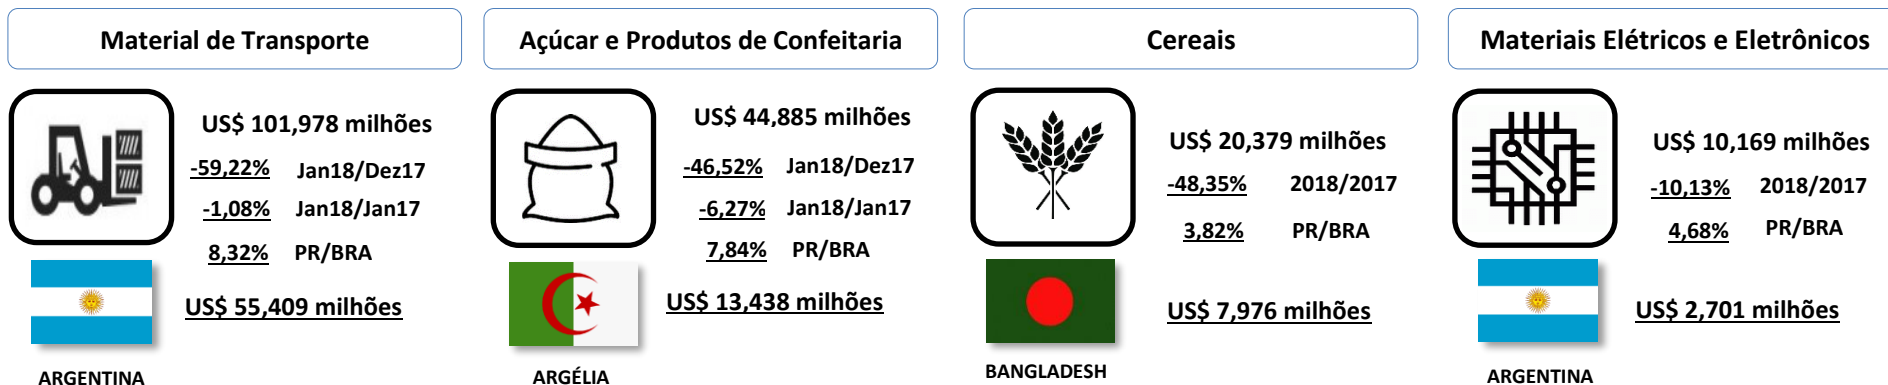 Material de Transporte
US$ 101,978 milhões
-59,22% Jan18/Dez17
-1,08% Jan18/Jan17
8,32% PR/BRA
US$ 55,409 milhões
ARGENTINA
Açúcar e Produtos de Confeitaria
US$ 44,885 milhões
-46,52% Jan18/Dez17
-6,27% Jan18/Jan17
7,84% PR/BRA
US$ 13,438 milhões
ARGÉLIA
Cereais
US$ 20,379 milhões
-48,35% 2018/2017
3,82% PR/BRA
US$ 7,976 milhões
BANGLADESH
Materiais Elétricos e Eletrônicos
US$ 10,169 milhões
-10,13% 2018/2017
4,68% PR/BRA
US$ 2,701 milhões
ARGENTINA